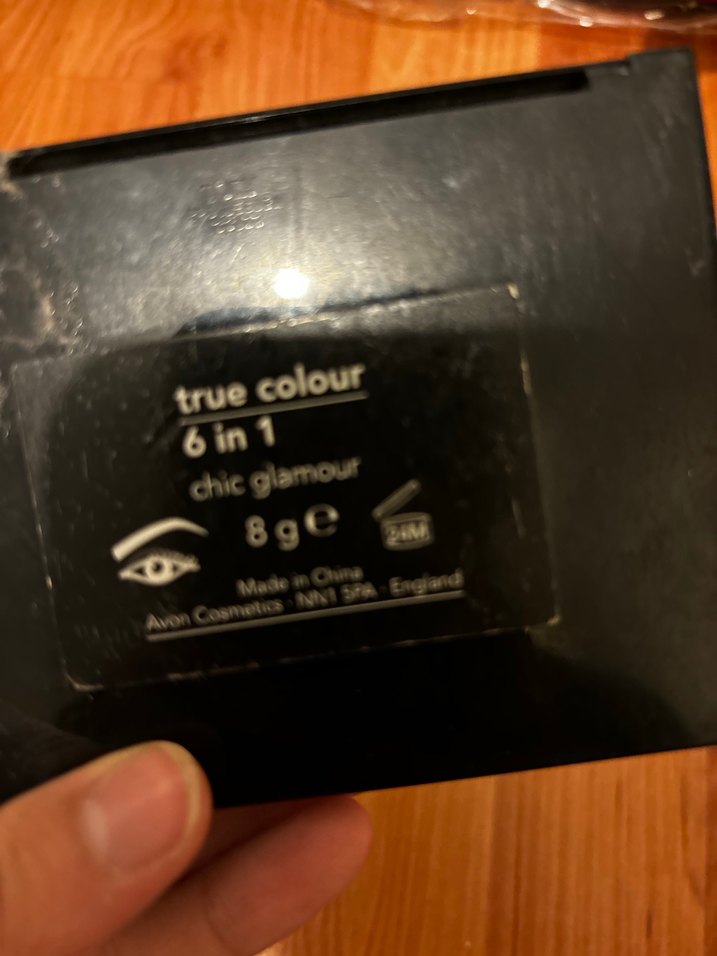 true colour
6 in 1
chic glamour
8 g e
24M
Made in China
Avon Cosmetics · NN1 5PA · England